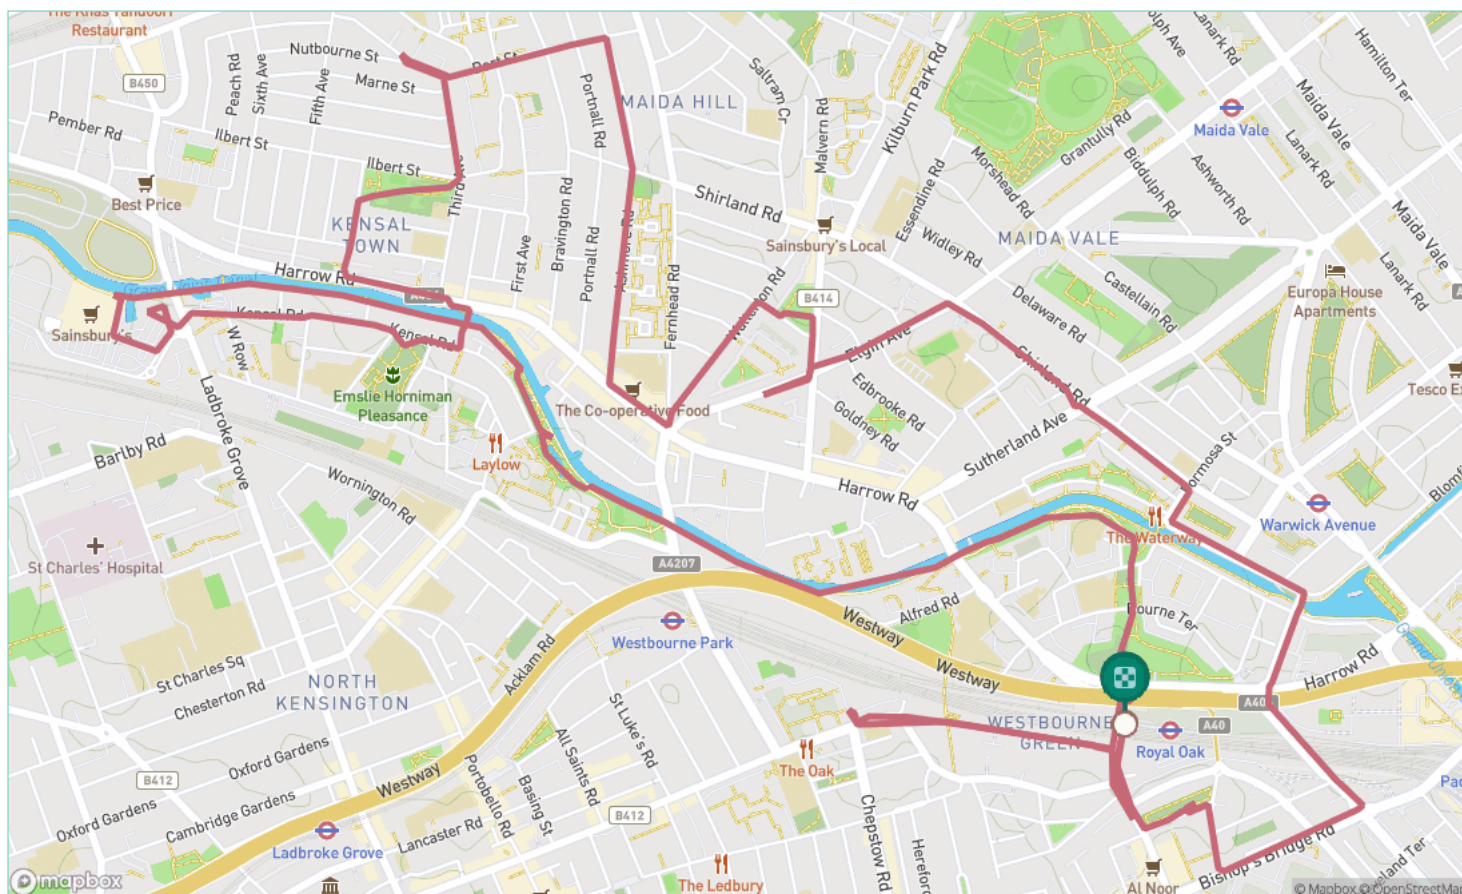 The Khas Tandoori
Restaurant
B450
Nutbourne St
Peach Rd
Sixth Ave
Fifth Ave
Marne St
Pember Rd
Ilbert St
Ilbert St
Third Ave
Best Price
KENSAL
TOWN
Harrow Rd
Sainsbury's
Kensal Rd
Kensal Rd
W Row
Emslie Horniman
Pleasance
First Ave
Bravington Rd
Portnall Rd
Portnall Rd
Ashmore Rd
Fernhead Rd
MAIDA HILL
Saltram Cr
Malvern Rd
Kilburn Park Rd
Shirland Rd
Sainsbury's Local
Essendine Rd
Widley Rd
Morshead Rd
Grantully Rd
Biddulph Rd
Ashworth Rd
Lanark Rd
Lanark Rd
Lanark Rd
Hamilton Ter
Maida Vale
Maida Vale
Maida Vale
MAIDA VALE
Castellain Rd
Delaware Rd
Europa House
Apartments
B414
Elgin Ave
Edbrooke Rd
Goldney Rd
Shirland Rd
Sutherland Ave
Formosa St
The Co-operative Food
Laylow
Barlby Rd
Ladbroke Grove
Wornington Rd
St Charles' Hospital
Harrow Rd
Warwick Avenue
The Waterway
A4207
Alfred Rd
Bourne Ter
Westbourne Park
Westway
Westway
Harrow Rd
St Charles Sq
Chesterton Rd
NORTH
KENSINGTON
Acklam Rd
St Luke's Rd
All Saints Rd
Basing St
Portobello Rd
WESTBOURNE
GREEN
A40
Royal Oak
The Oak
Oxford Gardens
Oxford Gardens
B412
Cambridge Gardens
Westway
Lancaster Rd
B412
Chepstow Rd
Ladbroke Grove
The Ledbury
Al Noor
Bishop's Bridge Rd
mapbox
© Mapbox © OpenStreetMap